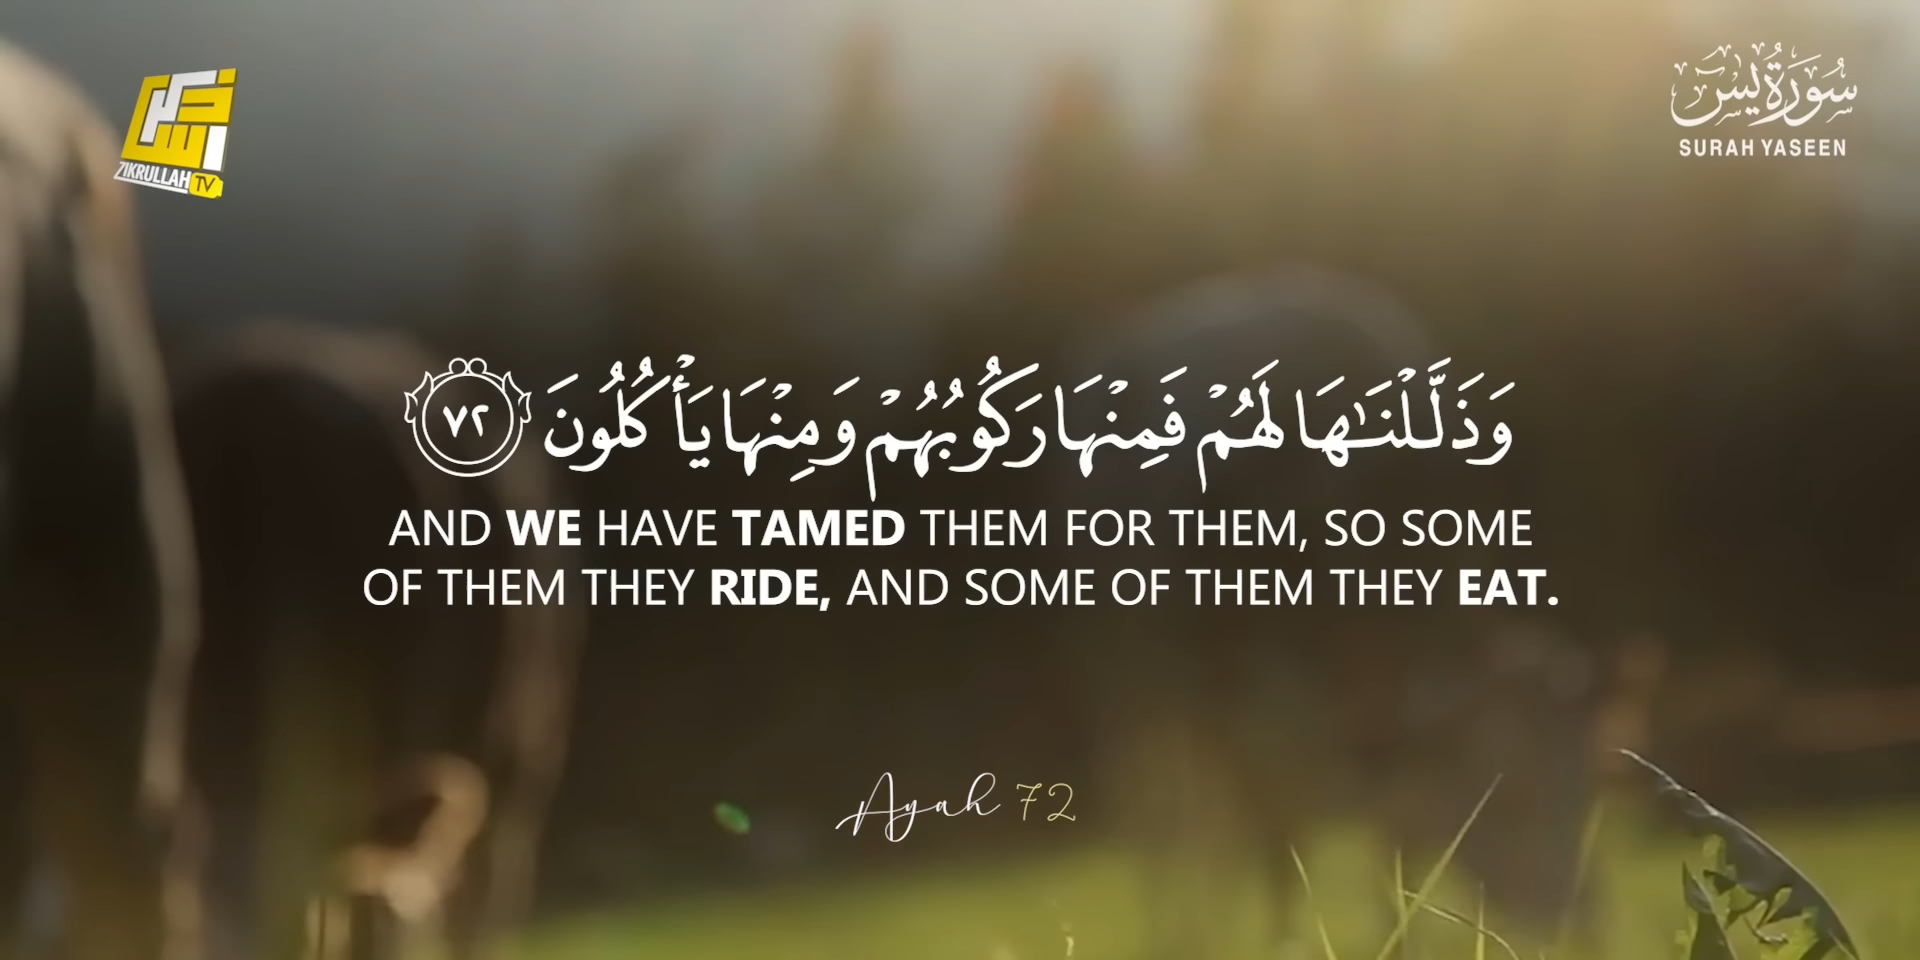 ZIKRULLAH TV
سُورَةُ يٰسٓ
SURAH YASEEN
وَذَلَّلْنَٰهَا لَهُمْ فَمِنْهَا رَكُوبُهُمْ وَمِنْهَا يَأْكُلُونَ ٧٢
AND WE HAVE TAMED THEM FOR THEM, SO SOME
OF THEM THEY RIDE, AND SOME OF THEM THEY EAT.
Ayah 72